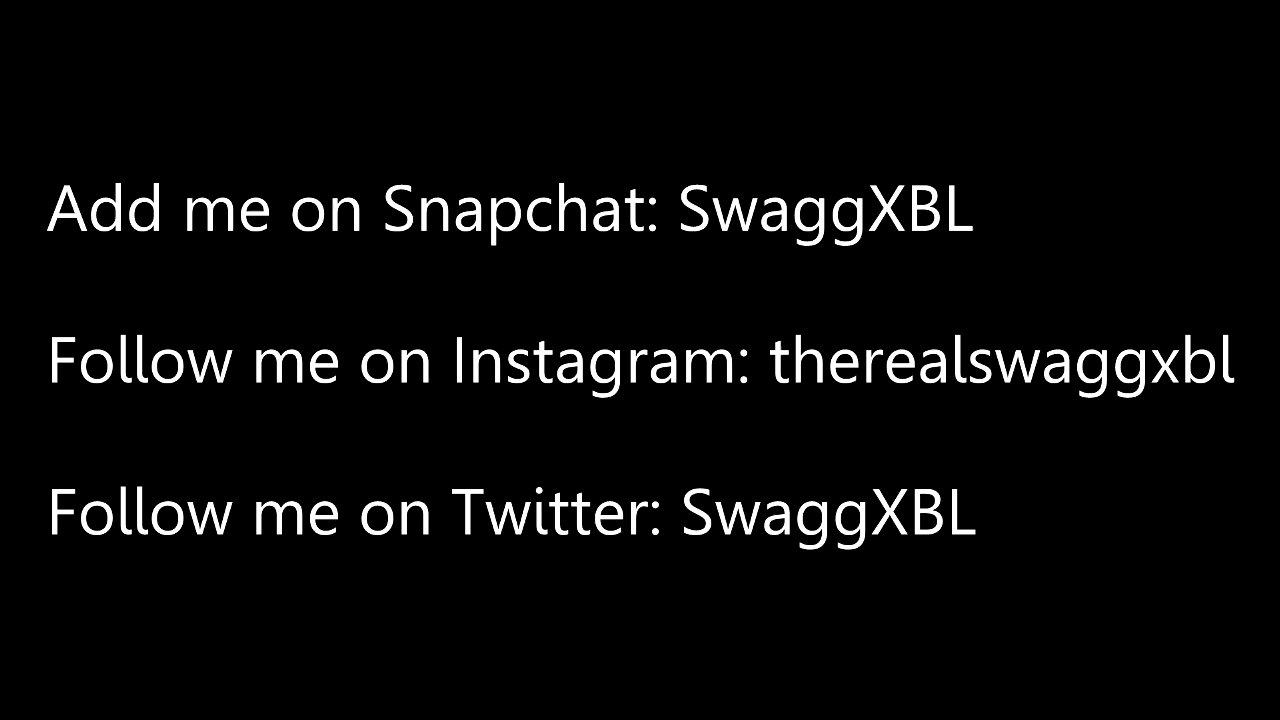 Add me on Snapchat: SwaggXBL
Follow me on Instagram: therealswaggxbl
Follow me on Twitter: SwaggXBL